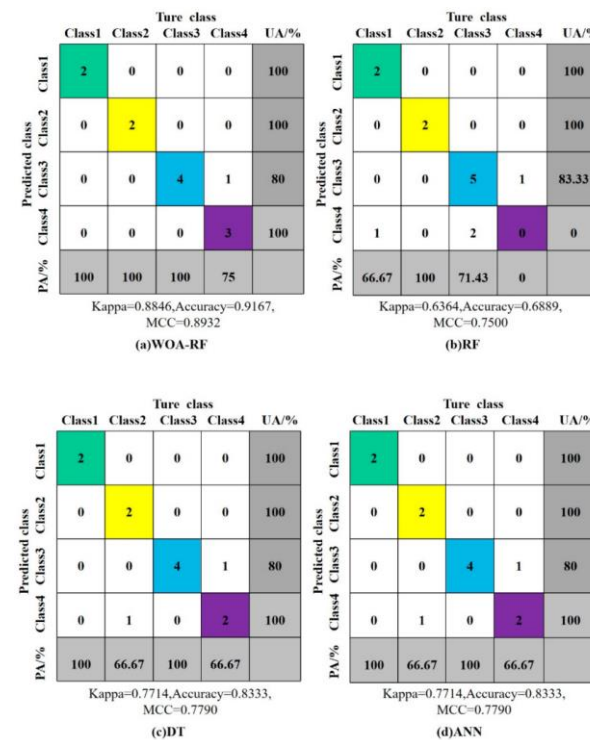 Ture class
Class1 Class2 Class3 Class4 UA/%
Predicted class
Class1 2 0 0 0 100
Class2 0 2 0 0 100
Class3 0 0 4 1 80
Class4 0 0 0 3 100
PA/% 100 100 100 75
Kappa=0.8846,Accuracy=0.9167,
MCC=0.8932
(a)WOA-RF
Ture class
Class1 Class2 Class3 Class4 UA/%
Predicted class
Class1 2 0 0 0 100
Class2 0 2 0 0 100
Class3 0 0 5 1 83.33
Class4 1 0 2 0 0
PA/% 66.67 100 71.43 0
Kappa=0.6364,Accuracy=0.6889,
MCC=0.7500
(b)RF
Ture class
Class1 Class2 Class3 Class4 UA/%
Predicted class
Class1 2 0 0 0 100
Class2 0 2 0 0 100
Class3 0 0 4 1 80
Class4 0 1 0 2 100
PA/% 100 66.67 100 66.67
Kappa=0.7714,Accuracy=0.8333,
MCC=0.7790
(c)DT
Ture class
Class1 Class2 Class3 Class4 UA/%
Predicted class
Class1 2 0 0 0 100
Class2 0 2 0 0 100
Class3 0 0 4 1 80
Class4 0 1 0 2 100
PA/% 100 66.67 100 66.67
Kappa=0.7714,Accuracy=0.8333,
MCC=0.7790
(d)ANN